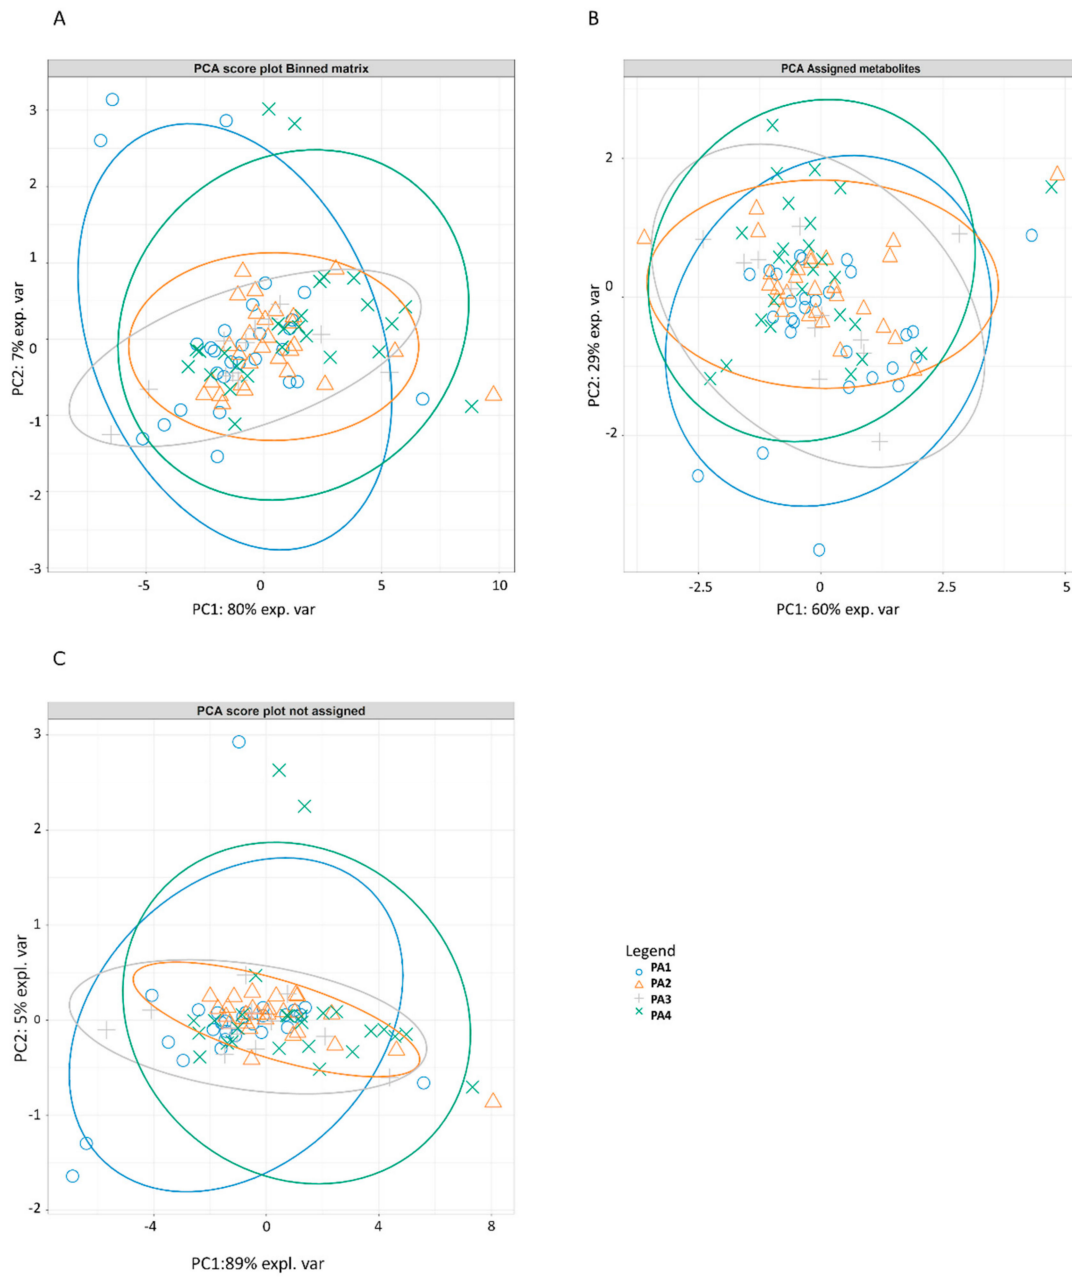 A
PCA score plot Binned matrix
3
2
1
0
-1
-2
-3
PC2: 7% exp. var
-5
0
5
10
PC1: 80% exp. var
B
PCA Assigned metabolites
2
0
-2
PC2: 29% exp. var
-2.5
0
2.5
5
PC1: 60% exp. var
C
PCA score plot not assigned
3
2
1
0
-1
-2
PC2: 5% expl. var
-4
0
4
8
PC1:89% expl. var
Legend
PA1
PA2
PA3
PA4